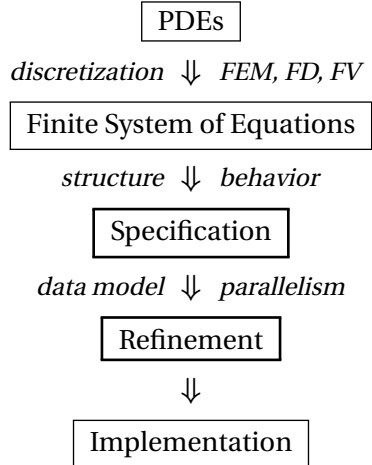 PDEs
discretization ⇓ FEM, FD, FV
Finite System of Equations
structure ⇓ behavior
Specification
data model ⇓ parallelism
Refinement
⇓
Implementation